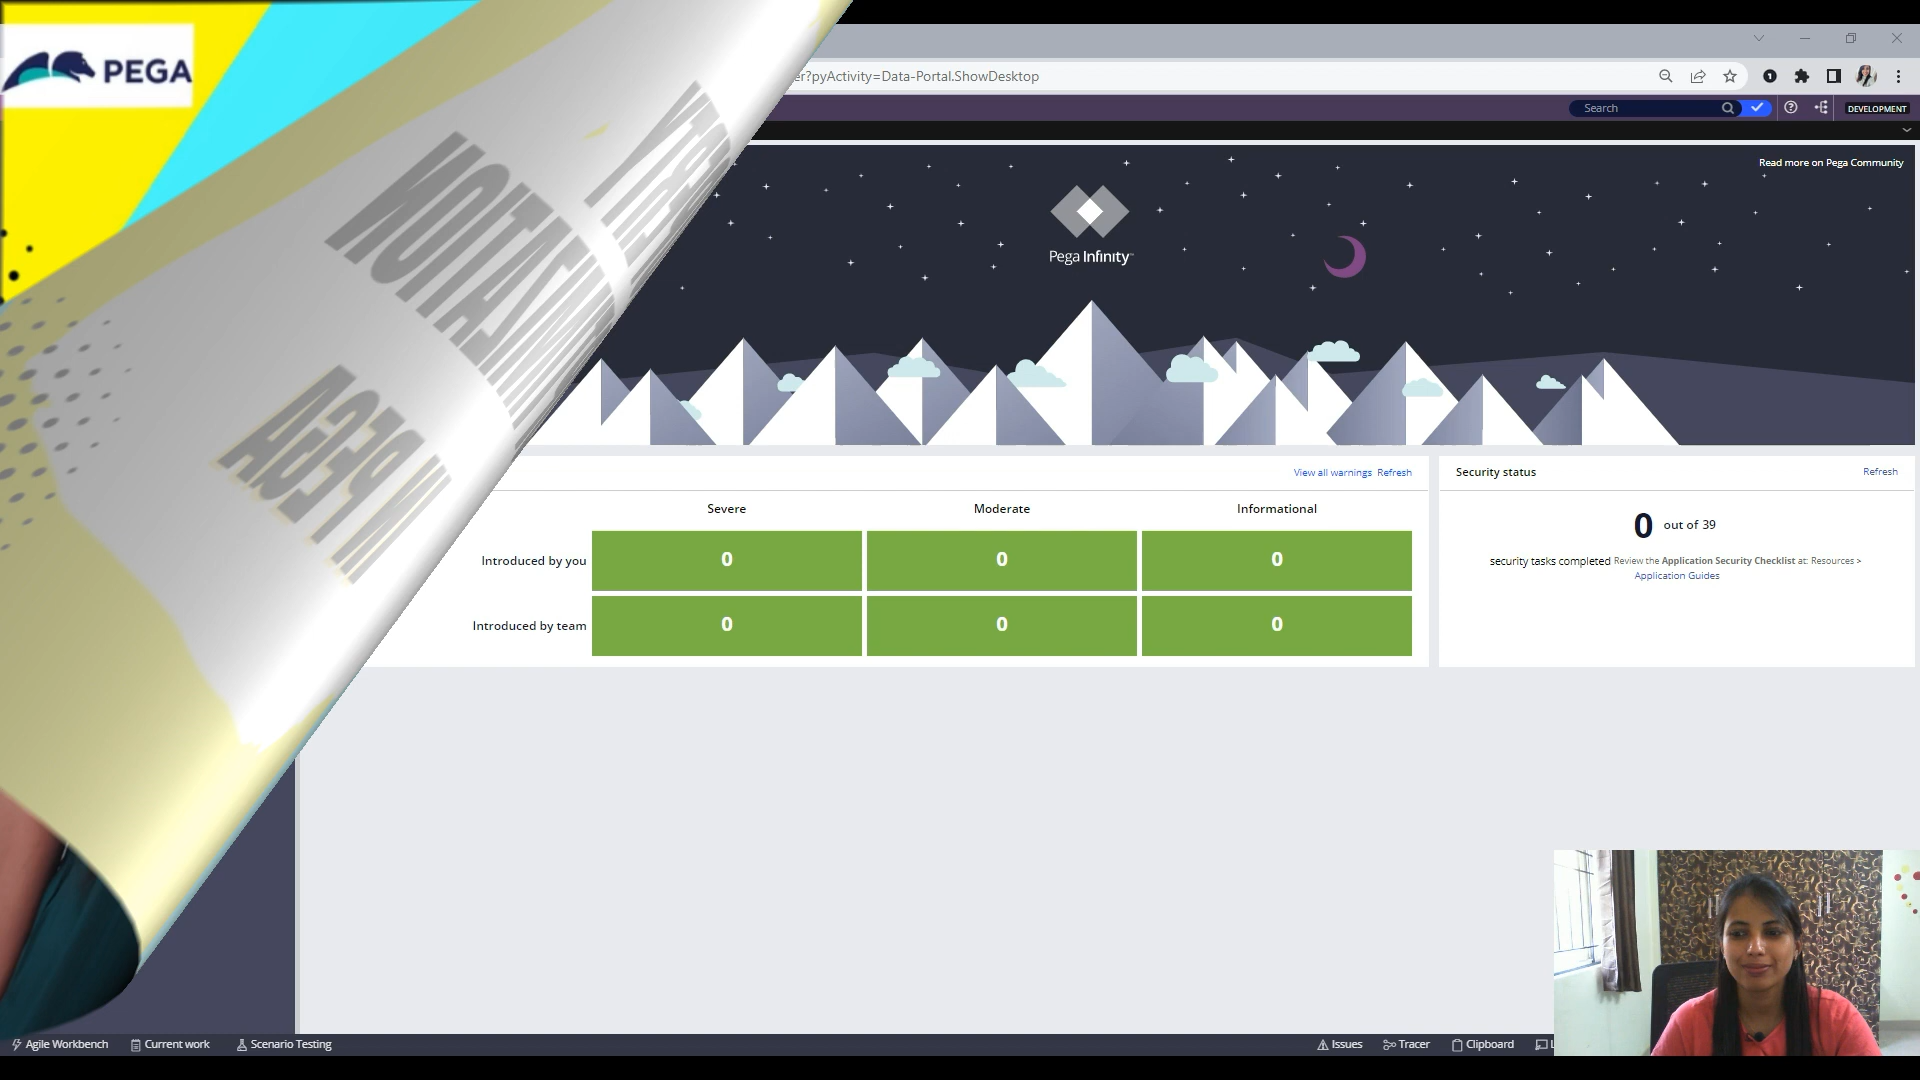 PEGA
er?pyActivity=Data-Portal.ShowDesktop
Search
DEVELOPMENT
Read more on Pega Community
Pega Infinity
View all warnings Refresh
Severe Moderate Informational
Introduced by you 0 0 0
Introduced by team 0 0 0
Security status Refresh
0 out of 39
security tasks completed Review the Application Security Checklist at: Resources >
Application Guides
IN PEGA
Agile Workbench Current work Scenario Testing Issues Tracer Clipboard